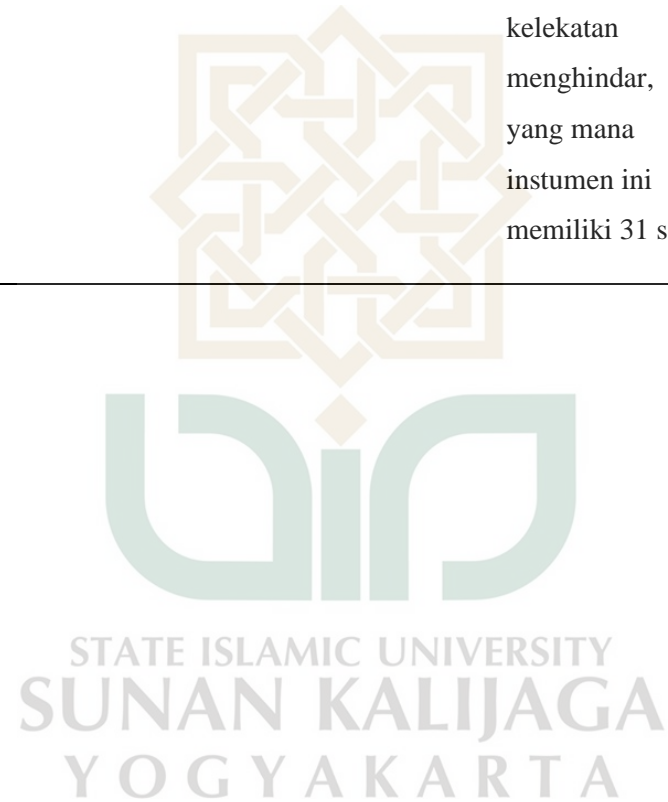 kelekatan
menghindar,
yang mana
instumen ini
memiliki 31 s
STATE ISLAMIC UNIVERSITY
SUNAN KALIJAGA
YOGYAKARTA